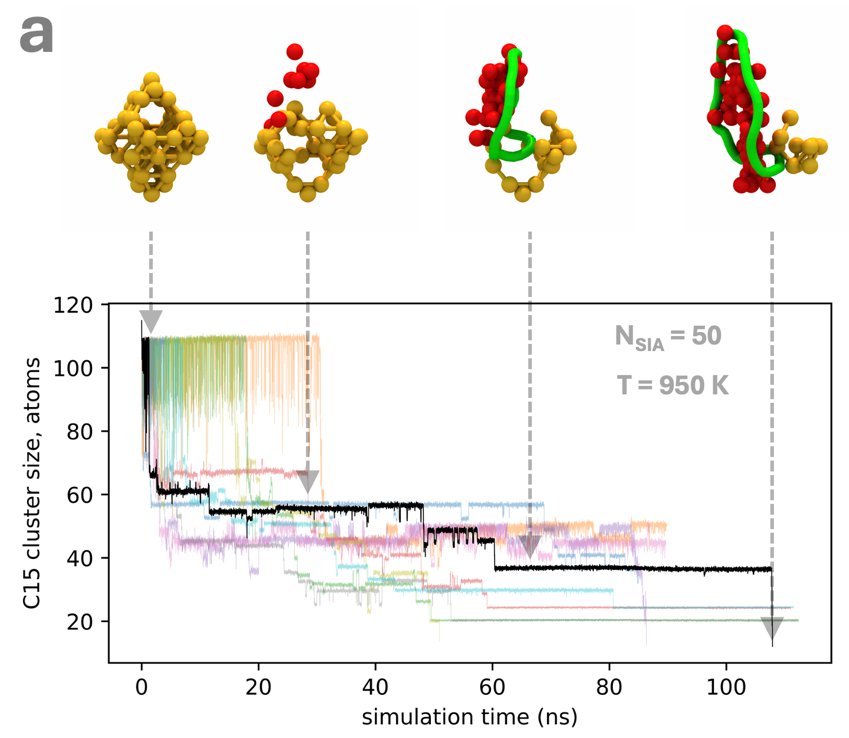 a
N_SIA = 50
T = 950 K
C15 cluster size, atoms
120
100
80
60
40
20
0 20 40 60 80 100
simulation time (ns)